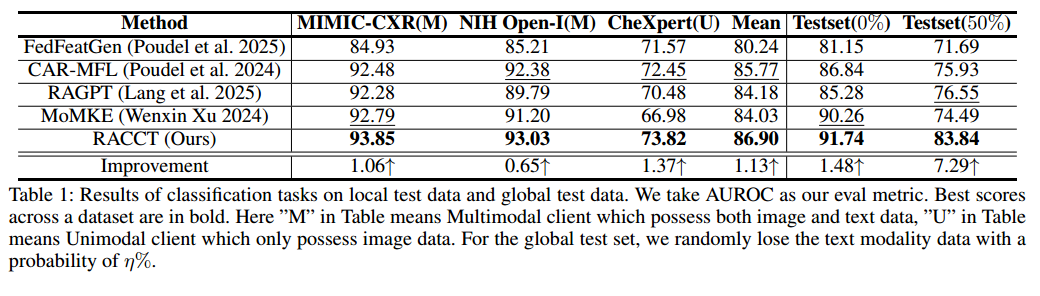 Method MIMIC-CXR(M) NIH Open-I(M) CheXpert(U) Mean Testset(0%) Testset(50%)
FedFeatGen (Poudel et al. 2025) 84.93 85.21 71.57 80.24 81.15 71.69
CAR-MFL (Poudel et al. 2024) 92.48 92.38 72.45 85.77 86.84 75.93
RAGPT (Lang et al. 2025) 92.28 89.79 70.48 84.18 85.28 76.55
MoMKE (Wenxin Xu 2024) 92.79 91.20 66.98 84.03 90.26 74.49
RACCT (Ours) 93.85 93.03 73.82 86.90 91.74 83.84
Improvement 1.06↑ 0.65↑ 1.37↑ 1.13↑ 1.48↑ 7.29↑
Table 1: Results of classification tasks on local test data and global test data. We take AUROC as our eval metric. Best scores
across a dataset are in bold. Here ”M” in Table means Multimodal client which possess both image and text data, ”U” in Table
means Unimodal client which only possess image data. For the global test set, we randomly lose the text modality data with a
probability of η%.